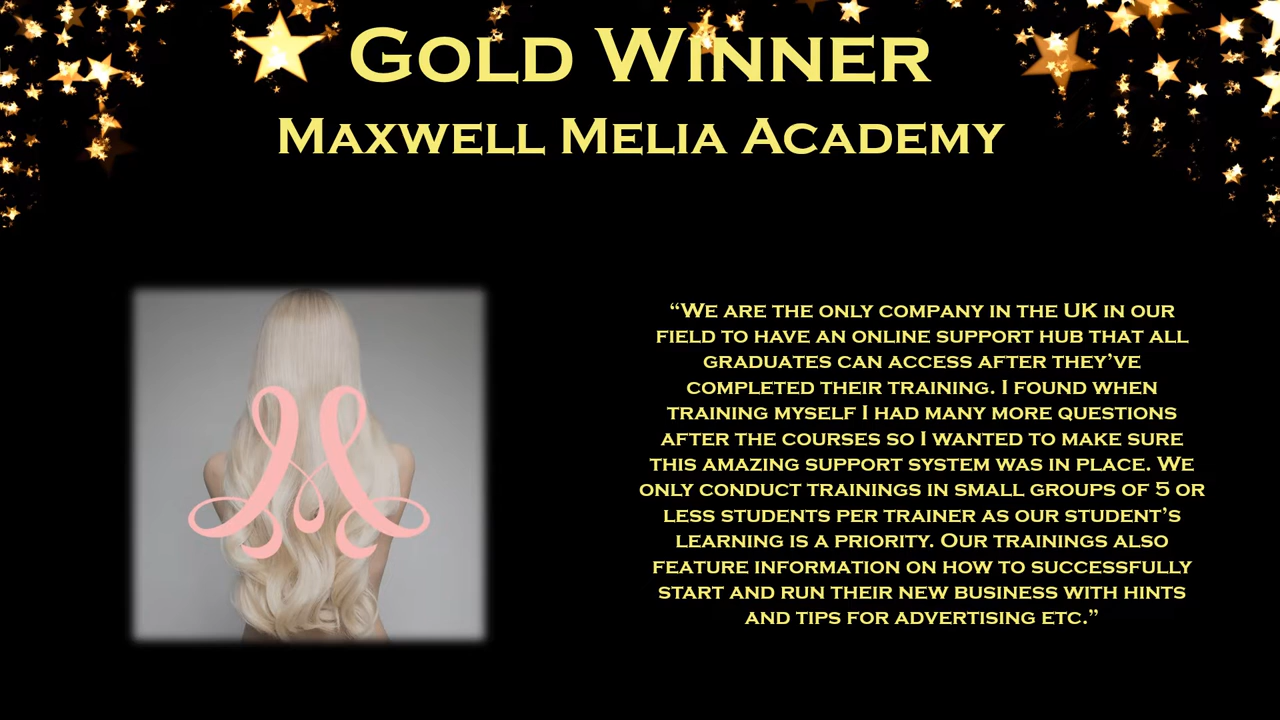 Gold Winner
Maxwell Melia Academy
“We are the only company in the UK in our
field to have an online support hub that all
graduates can access after they’ve
completed their training. I found when
training myself I had many more questions
after the courses so I wanted to make sure
this amazing support system was in place. We
only conduct trainings in small groups of 5 or
less students per trainer as our student’s
learning is a priority. Our trainings also
feature information on how to successfully
start and run their new business with hints
and tips for advertising etc.”
M